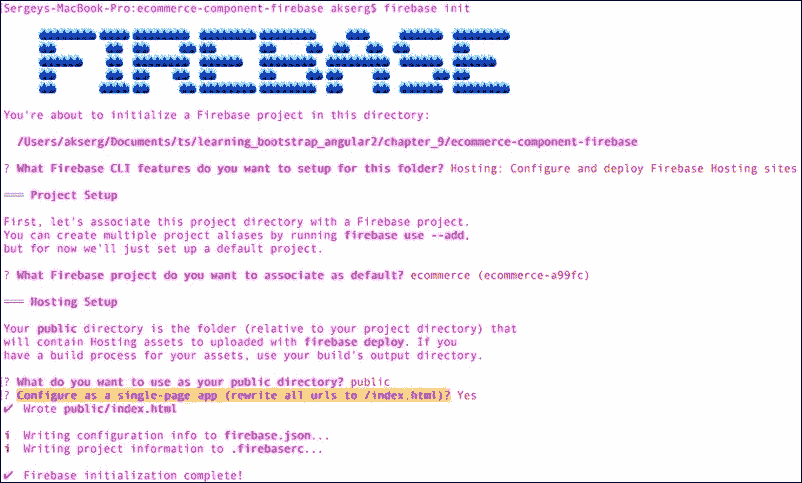 Sergeys-MacBook-Pro:ecommerce-component-firebase akserg$ firebase init
FIREBASE
You're about to initialize a Firebase project in this directory:
/Users/akserg/Documents/ts/learning_bootstrap_angular2/chapter_9/ecommerce-component-firebase
? What Firebase CLI features do you want to setup for this folder? Hosting: Configure and deploy Firebase Hosting sites
=== Project Setup
First, let's associate this project directory with a Firebase project.
You can create multiple project aliases by running firebase use --add,
but for now we'll just set up a default project.
? What Firebase project do you want to associate as default? ecommerce (ecommerce-a99fc)
=== Hosting Setup
Your public directory is the folder (relative to your project directory) that
will contain Hosting assets to uploaded with firebase deploy. If you
have a build process for your assets, use your build's output directory.
? What do you want to use as your public directory? public
? Configure as a single-page app (rewrite all urls to /index.html)? Yes
✔ Wrote public/index.html
i Writing configuration info to firebase.json...
i Writing project information to .firebaserc...
✔ Firebase initialization complete!